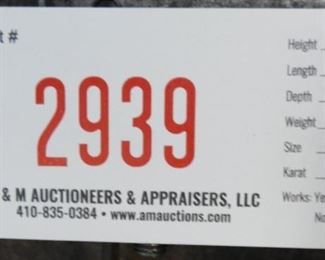 t #
2939
& M AUCTIONEERS & APPRAISERS, LLC
410-835-0384 • www.amauctions.com
Height
Length
Depth
Weight
Size
Karat
Works: Ye
No